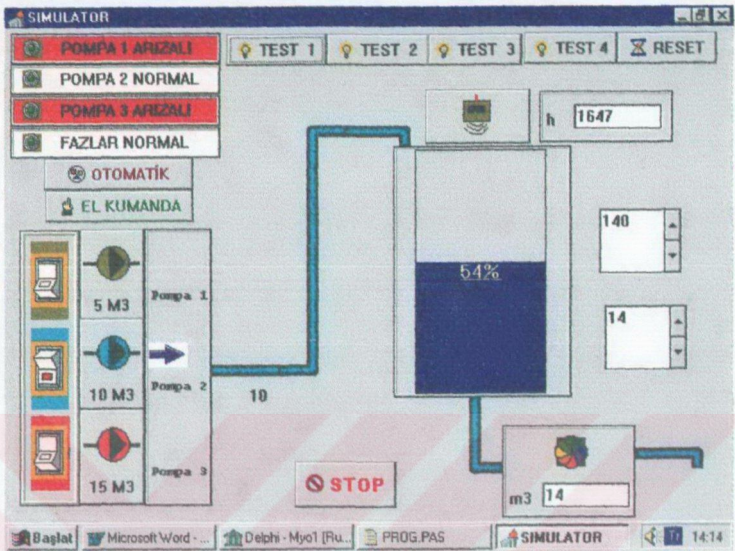 SIMULATOR
POMPA 1 ARIZALI
POMPA 2 NORMAL
POMPA 3 ARIZALI
FAZLAR NORMAL
TEST 1
TEST 2
TEST 3
TEST 4
RESET
OTOMATİK
EL KUMANDA
h 1647
54%
140
14
5 M3
Pompa 1
10 M3
Pompa 2
10
15 M3
Pompa 3
STOP
m3 14
Başlat
Microsoft Word - ...
Delphi - Myo1 [Ru...
PROG.PAS
SIMULATOR
14:14